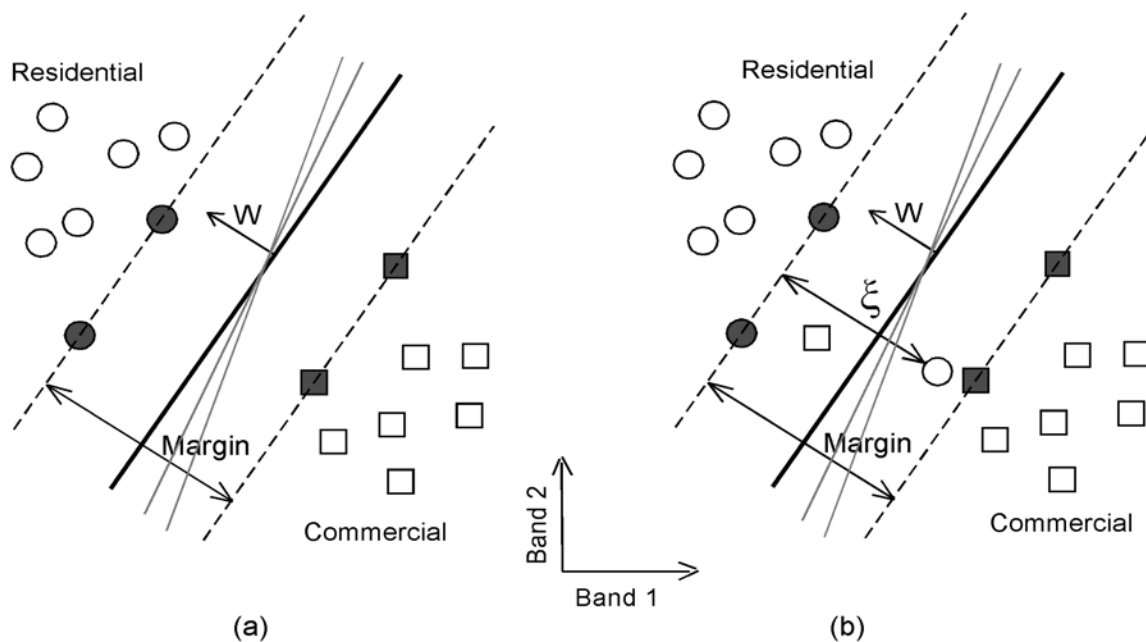 Residential
W
Margin
Commercial
(a)
Band 2
Band 1
Residential
W
ξ
Margin
Commercial
(b)